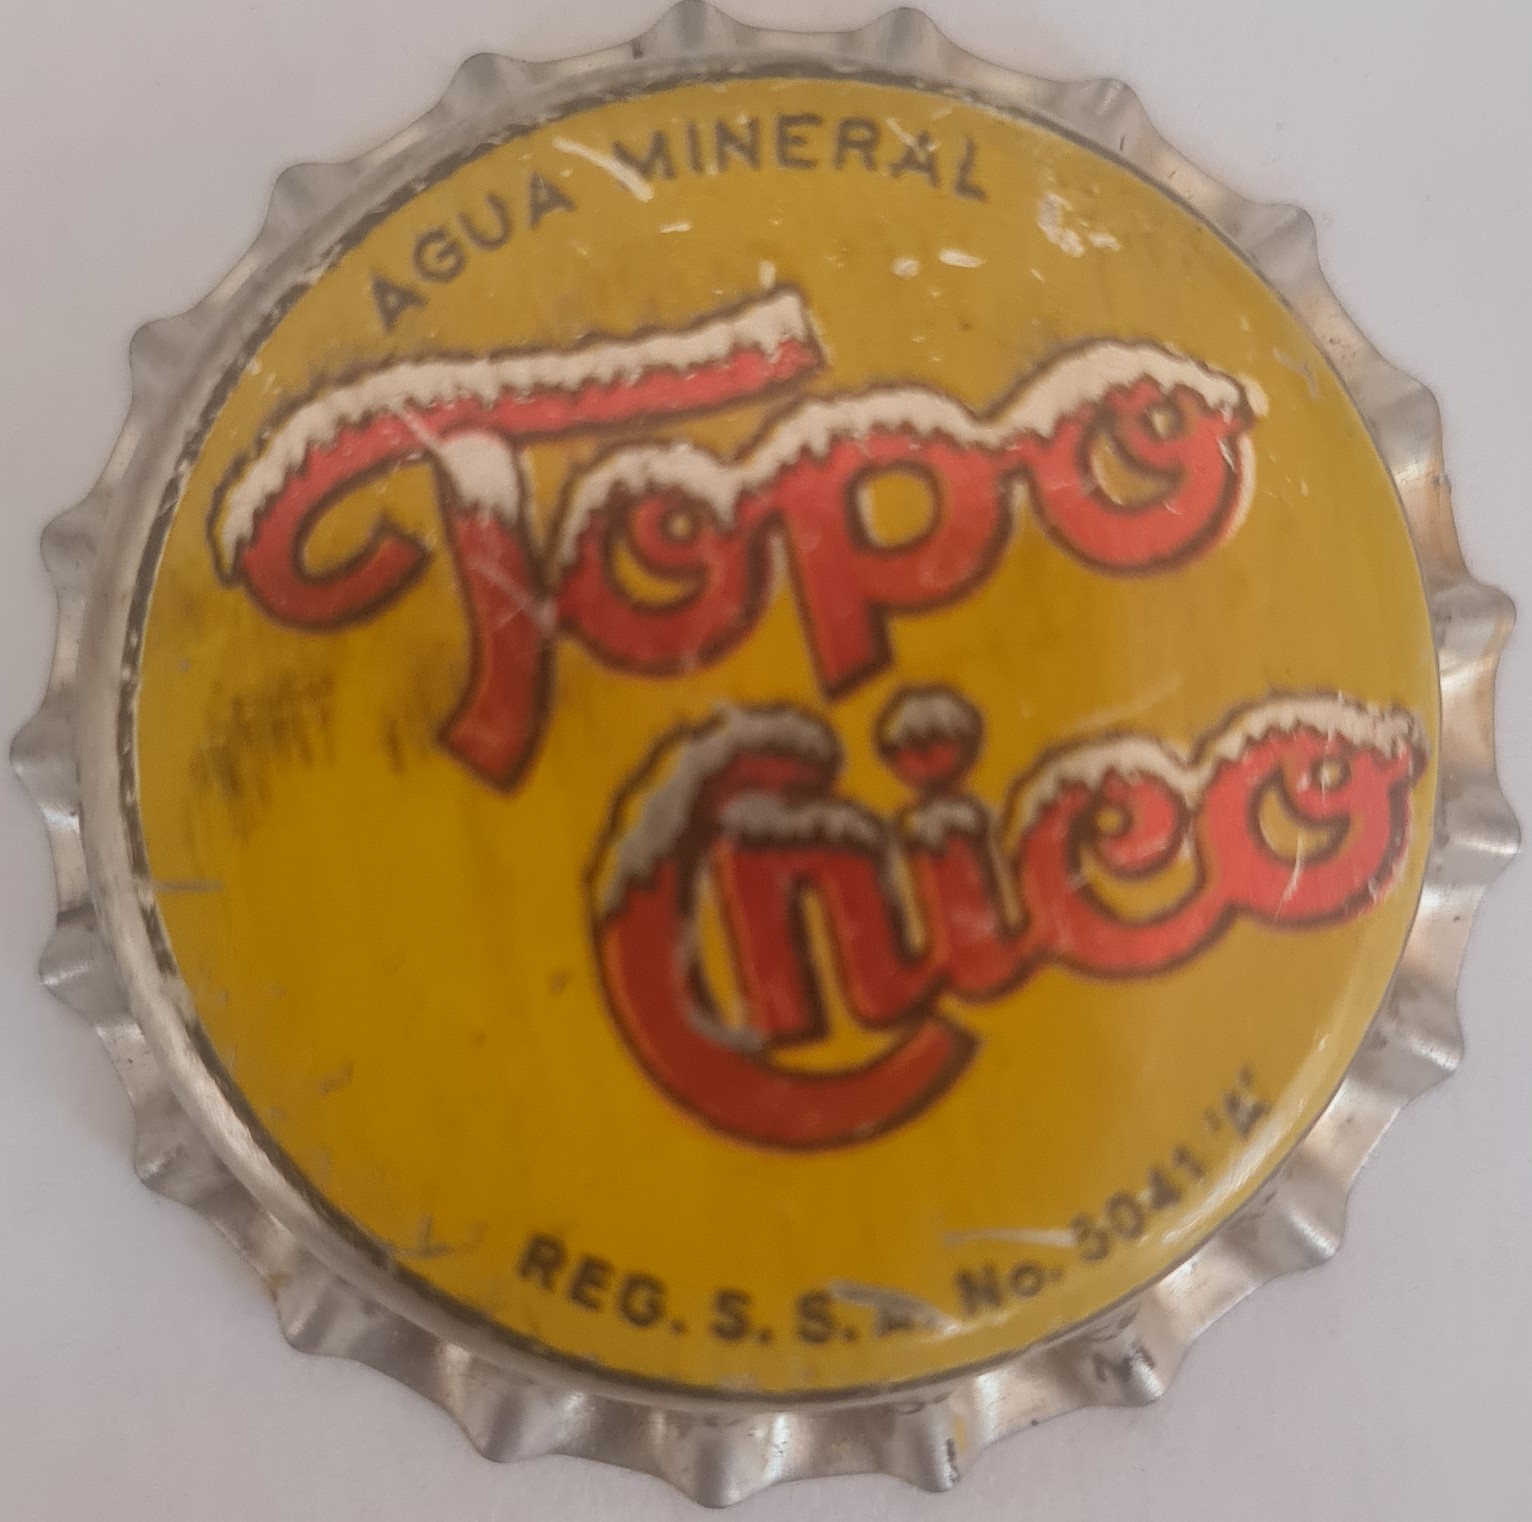 AGUA MINERAL
Topo
Chico
REG. S. S. A. No. 3041 'A'